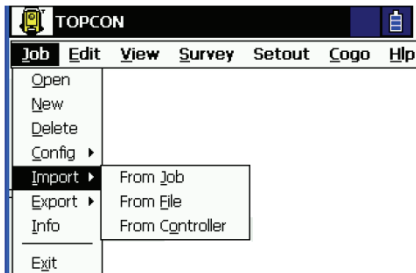 TOPCON
Job Edit View Survey Setout Cogo Hlp
Open
New
Delete
Config
Import From Job
Export From File
Info From Controller
Exit